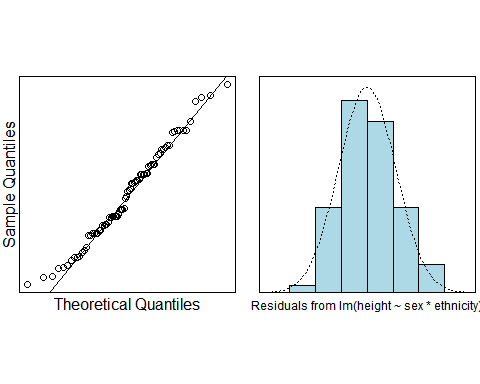 Sample Quantiles
Theoretical Quantiles
Residuals from lm(height ~ sex * ethnicity)